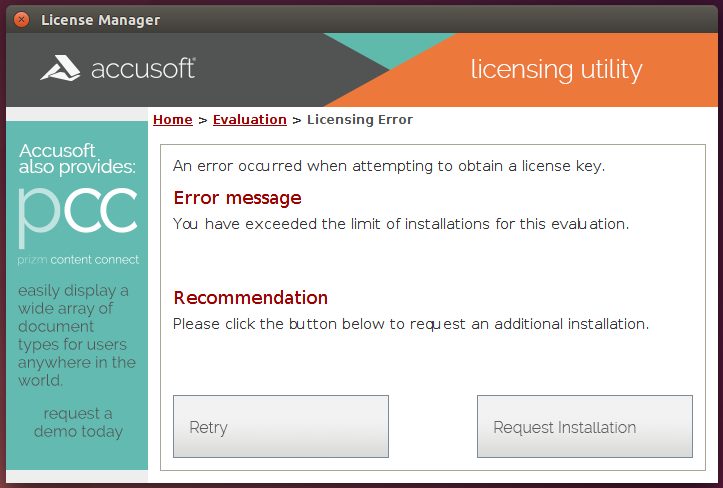 License Manager
accusoft®
licensing utility
Home > Evaluation > Licensing Error
Accusoft
also provides:
pcc
prizm content connect
easily display a
wide array of
document
types for users
anywhere in the
world.
request a
demo today
An error occurred when attempting to obtain a license key.
Error message
You have exceeded the limit of installations for this evaluation.
Recommendation
Please click the button below to request an additional installation.
Retry
Request Installation